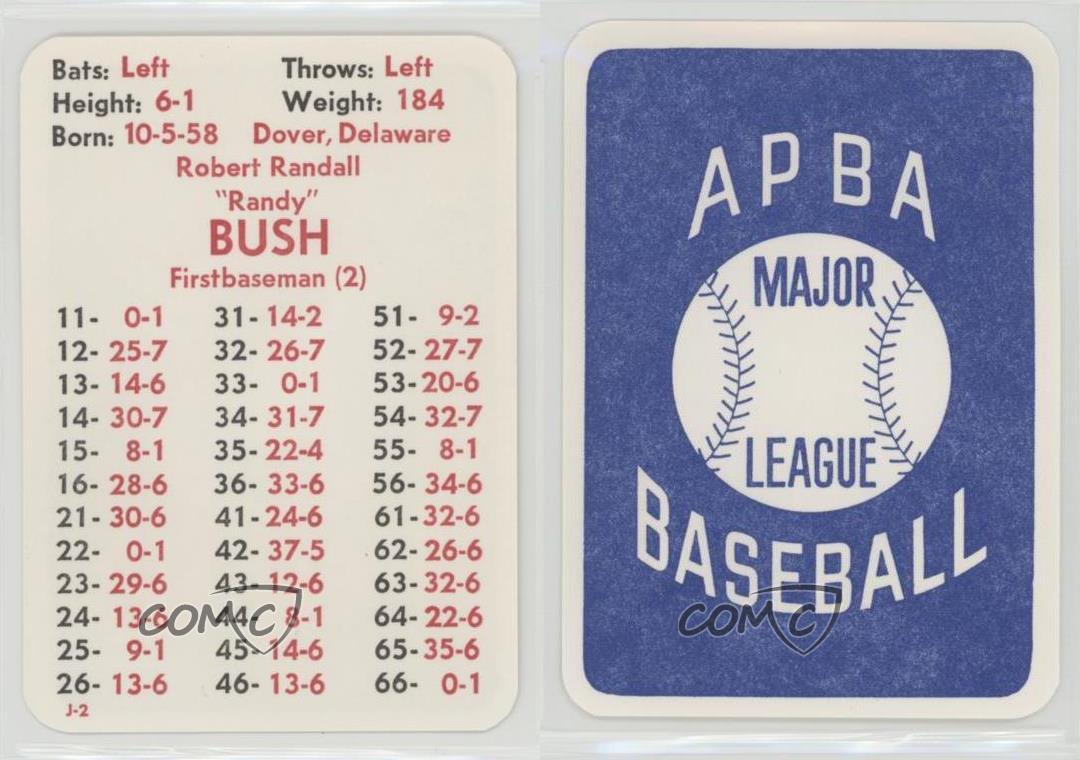 Bats: Left Throws: Left
Height: 6-1 Weight: 184
Born: 10-5-58 Dover, Delaware
Robert Randall
"Randy"
BUSH
Firstbaseman (2)
11- 0-1 31- 14-2 51- 9-2
12- 25-7 32- 26-7 52- 27-7
13- 14-6 33- 0-1 53- 20-6
14- 30-7 34- 31-7 54- 32-7
15- 8-1 35- 22-4 55- 8-1
16- 28-6 36- 33-6 56- 34-6
21- 30-6 41- 24-6 61- 32-6
22- 0-1 42- 37-5 62- 26-6
23- 29-6 43- 12-6 63- 32-6
24- 13-6 44- 8-1 64- 22-6
25- 9-1 45- 14-6 65- 35-6
26- 13-6 46- 13-6 66- 0-1
J-2
COMC
APBA
MAJOR
LEAGUE
BASEBALL
COMC